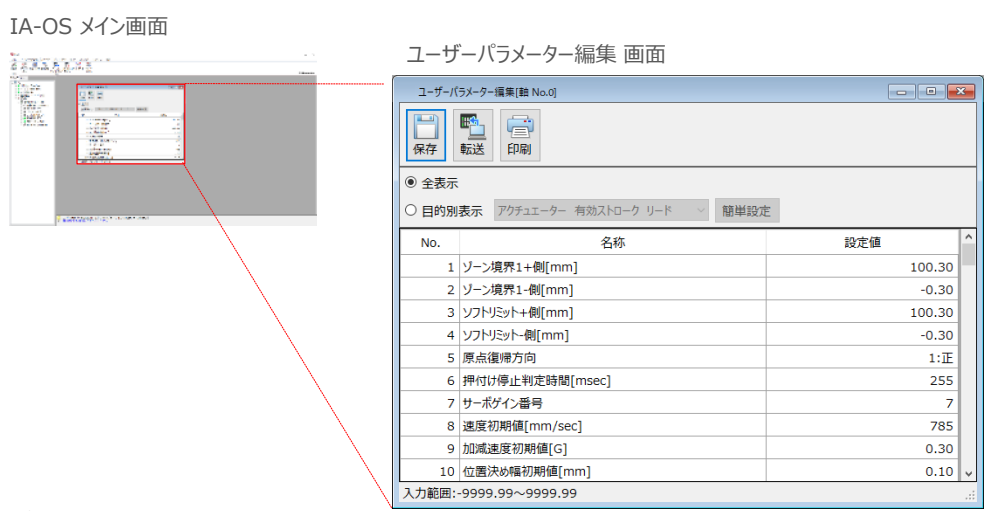 IA-OS メイン画面
ユーザーパラメーター編集 画面
ユーザーパラメーター編集[軸 No.0]
保存 転送 印刷
全表示
目的別表示 アクチュエーター 有効ストローク リード 簡単設定
No. 名称 設定値
1 ゾーン境界1+側[mm] 100.30
2 ゾーン境界1-側[mm] -0.30
3 ソフトリミット+側[mm] 100.30
4 ソフトリミット-側[mm] -0.30
5 原点復帰方向 1:正
6 押付け停止判定時間[msec] 255
7 サーボゲイン番号 7
8 速度初期値[mm/sec] 785
9 加減速度初期値[G] 0.30
10 位置決め幅初期値[mm] 0.10
入力範囲:-9999.99～9999.99